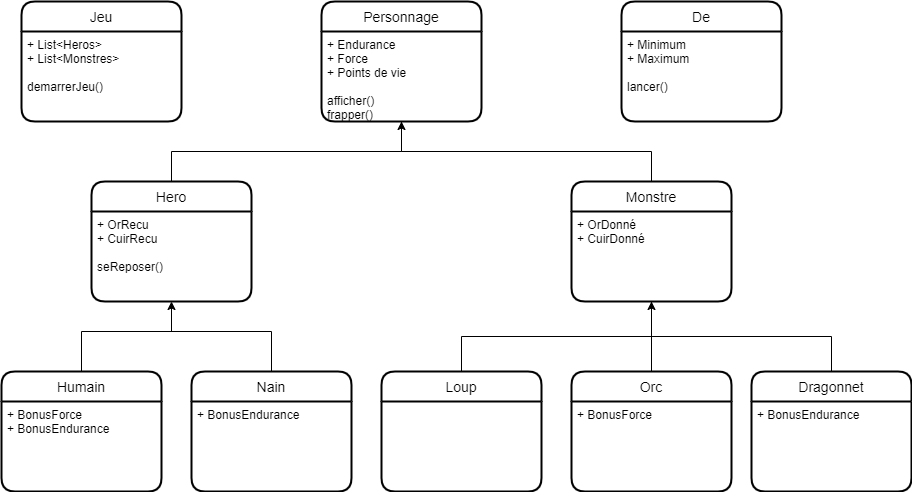 Jeu
+ List<Heros>
+ List<Monstres>
demarrerJeu()
Personnage
+ Endurance
+ Force
+ Points de vie
afficher()
frapper()
De
+ Minimum
+ Maximum
lancer()
Hero
+ OrRecu
+ CuirRecu
seReposer()
Monstre
+ OrDonné
+ CuirDonné
Humain
+ BonusForce
+ BonusEndurance
Nain
+ BonusEndurance
Loup
Orc
+ BonusForce
Dragonnet
+ BonusEndurance